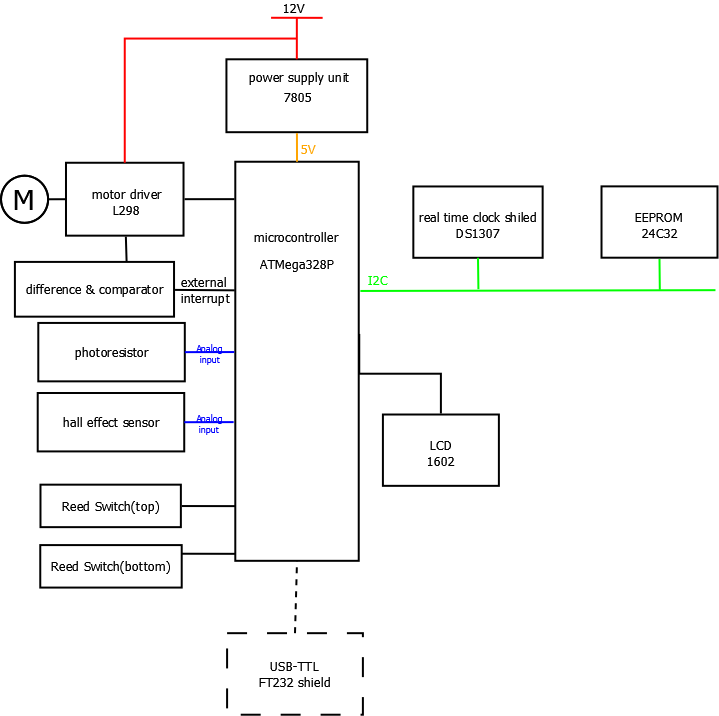 12V
power supply unit
7805
5V
M
motor driver
L298
microcontroller
ATMega328P
real time clock shiled
DS1307
EEPROM
24C32
I2C
difference & comparator
external
interrupt
photoresistor
Analog
input
hall effect sensor
Analog
input
LCD
1602
Reed Switch(top)
Reed Switch(bottom)
USB-TTL
FT232 shield